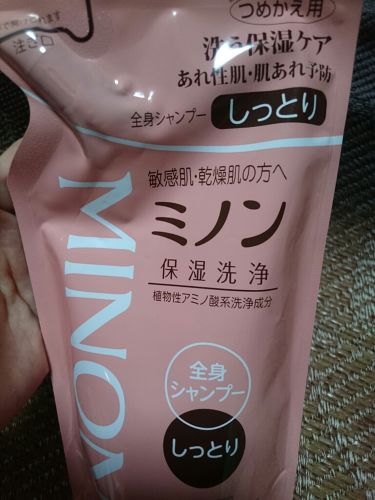 つめかえ用
注ぎ口
洗う保湿ケア
あれ性肌・肌あれ予防
全身シャンプー しっとり
敏感肌・乾燥肌の方へ
ミノン
保湿洗浄
植物性アミノ酸系洗浄成分
MINON
全身
シャンプー
しっとり